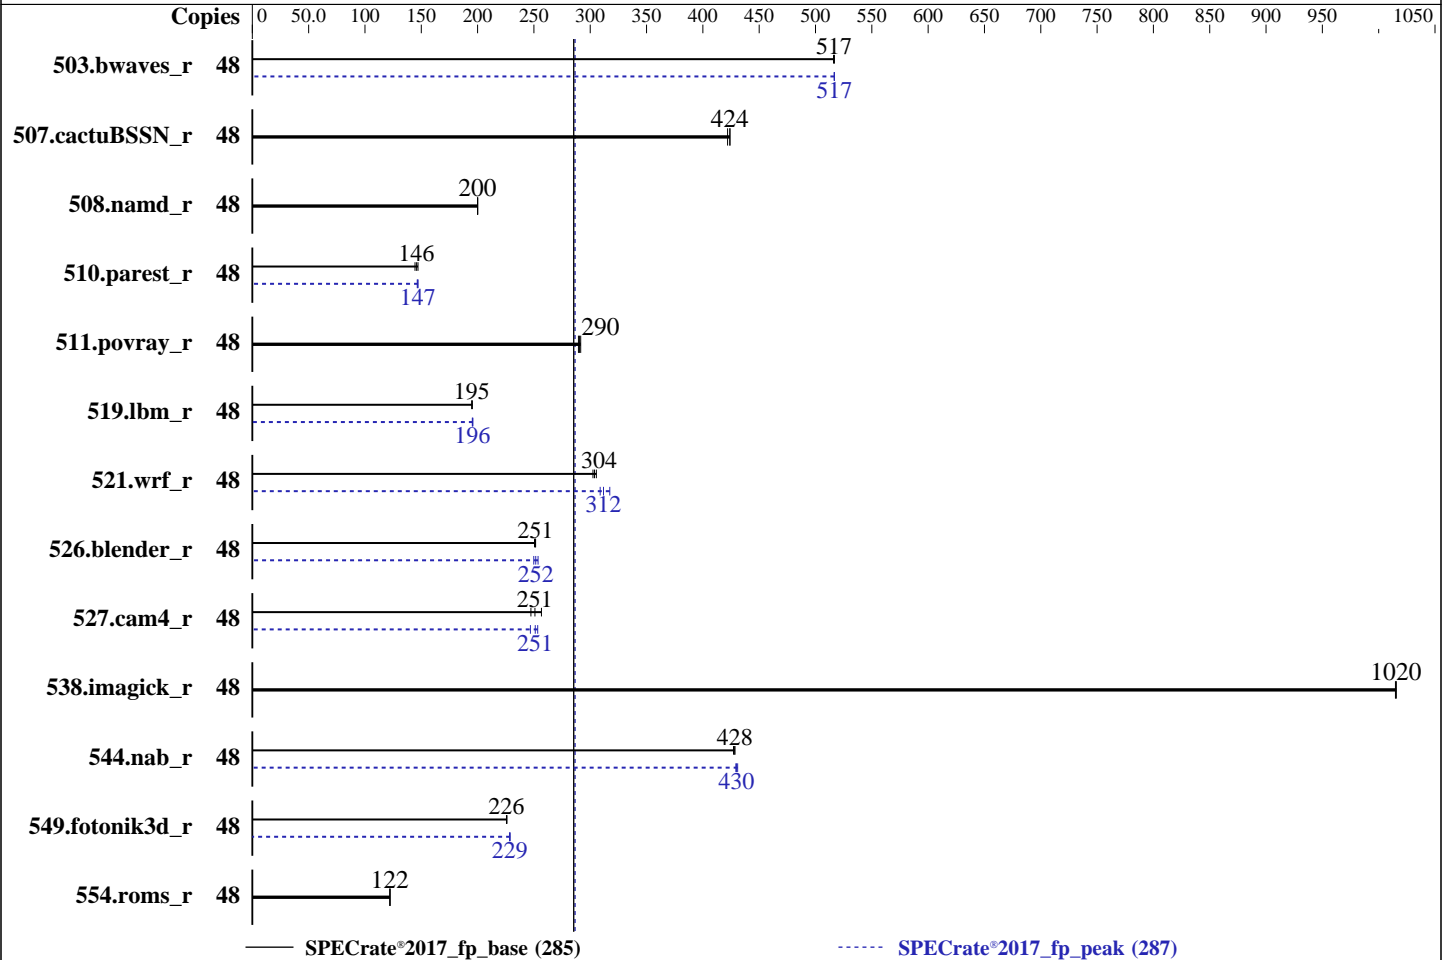 Copies 0 50.0 100 150 200 250 300 350 400 450 500 550 600 650 700 750 800 850 900 950 1050
503.bwaves_r 48 517
517
507.cactuBSSN_r 48 424
508.namd_r 48 200
510.parest_r 48 146
147
511.povray_r 48 290
519.lbm_r 48 195
196
521.wrf_r 48 304
312
526.blender_r 48 251
252
527.cam4_r 48 251
251
538.imagick_r 48 1020
544.nab_r 48 428
430
549.fotonik3d_r 48 226
229
554.roms_r 48 122
SPECrate®2017_fp_base (285) SPECrate®2017_fp_peak (287)